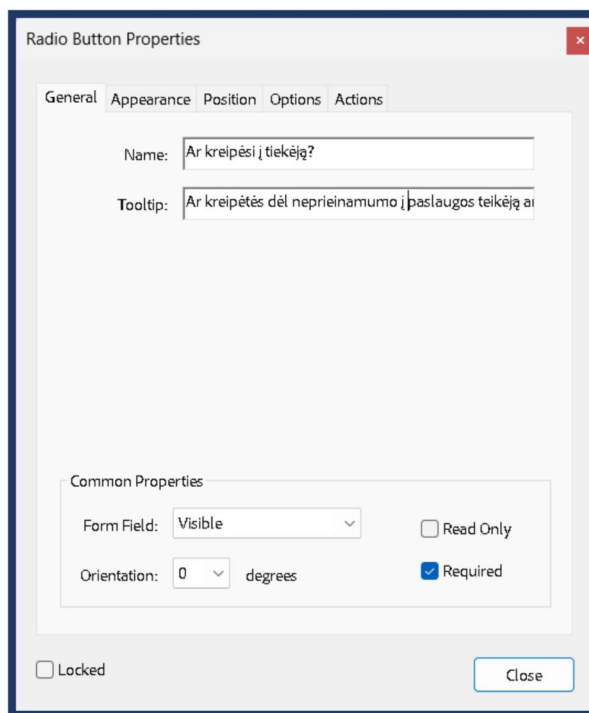 Radio Button Properties
General Appearance Position Options Actions
Name: Ar kreipėsi į tiekėją?
Tooltip: Ar kreipėtės dėl neprieinamumo į paslaugos teikėją ar
Common Properties
Form Field: Visible
Read Only
Orientation: 0 degrees
Required
Locked
Close